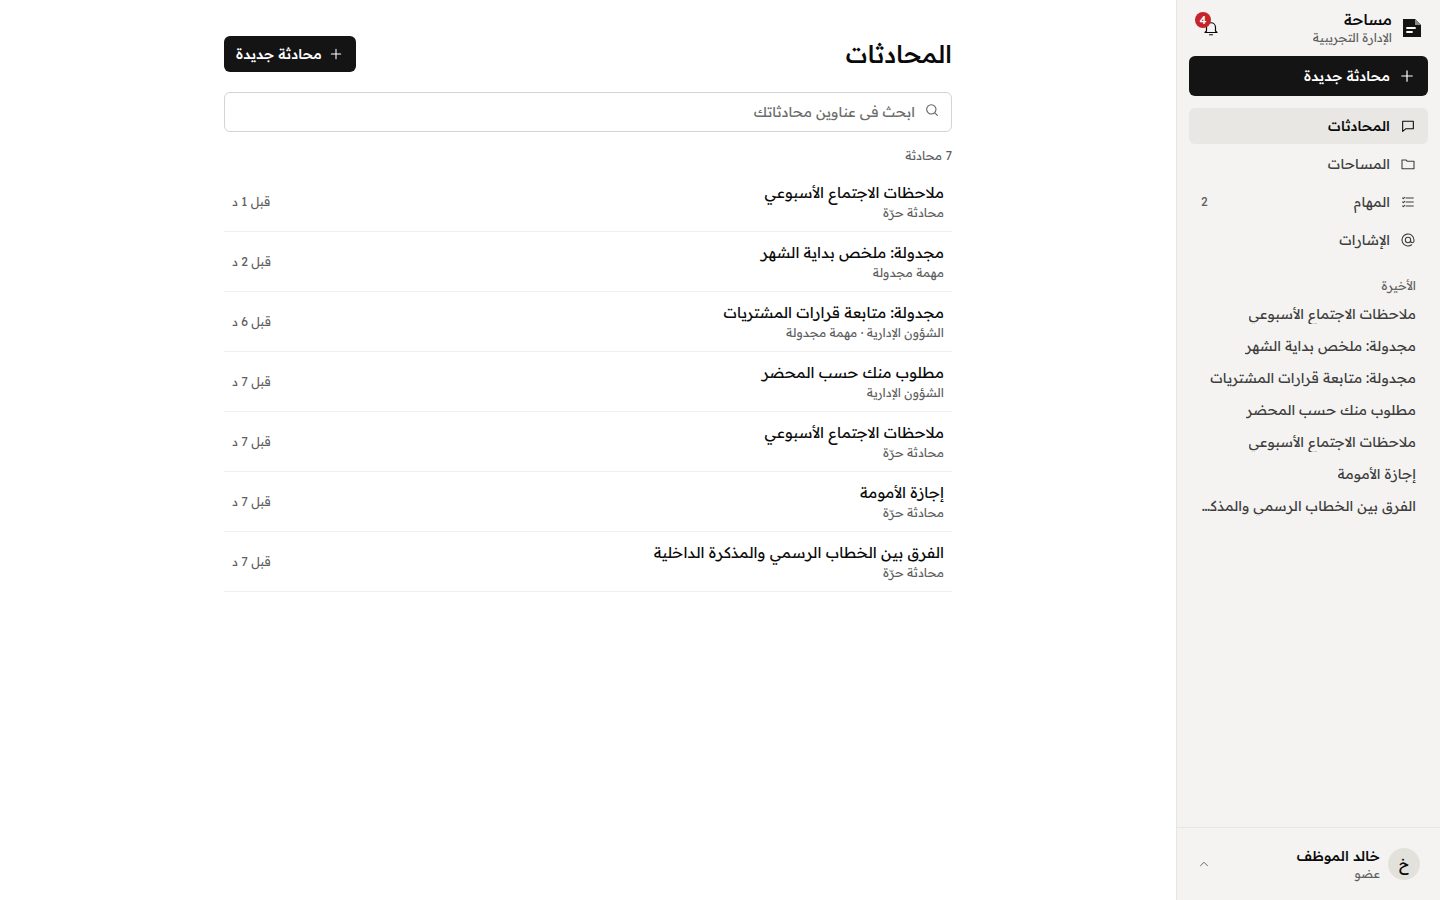 مساحة
الإدارة التجريبية
4
محادثة جديدة
المحادثات
المساحات
المهام
2
الإشارات
الأخيرة
ملاحظات الاجتماع الأسبوعي
مجدولة: ملخص بداية الشهر
مجدولة: متابعة قرارات المشتريات
مطلوب منك حسب المحضر
ملاحظات الاجتماع الأسبوعي
إجازة الأمومة
الفرق بين الخطاب الرسمي والمذك...
خ
خالد الموظف
عضو
المحادثات
محادثة جديدة
ابحث في عناوين محادثاتك
7 محادثة
ملاحظات الاجتماع الأسبوعي
محادثة حرّة
قبل 1 د
مجدولة: ملخص بداية الشهر
مهمة مجدولة
قبل 2 د
مجدولة: متابعة قرارات المشتريات
الشؤون الإدارية · مهمة مجدولة
قبل 6 د
مطلوب منك حسب المحضر
الشؤون الإدارية
قبل 7 د
ملاحظات الاجتماع الأسبوعي
محادثة حرّة
قبل 7 د
إجازة الأمومة
محادثة حرّة
قبل 7 د
الفرق بين الخطاب الرسمي والمذكرة الداخلية
محادثة حرّة
قبل 7 د